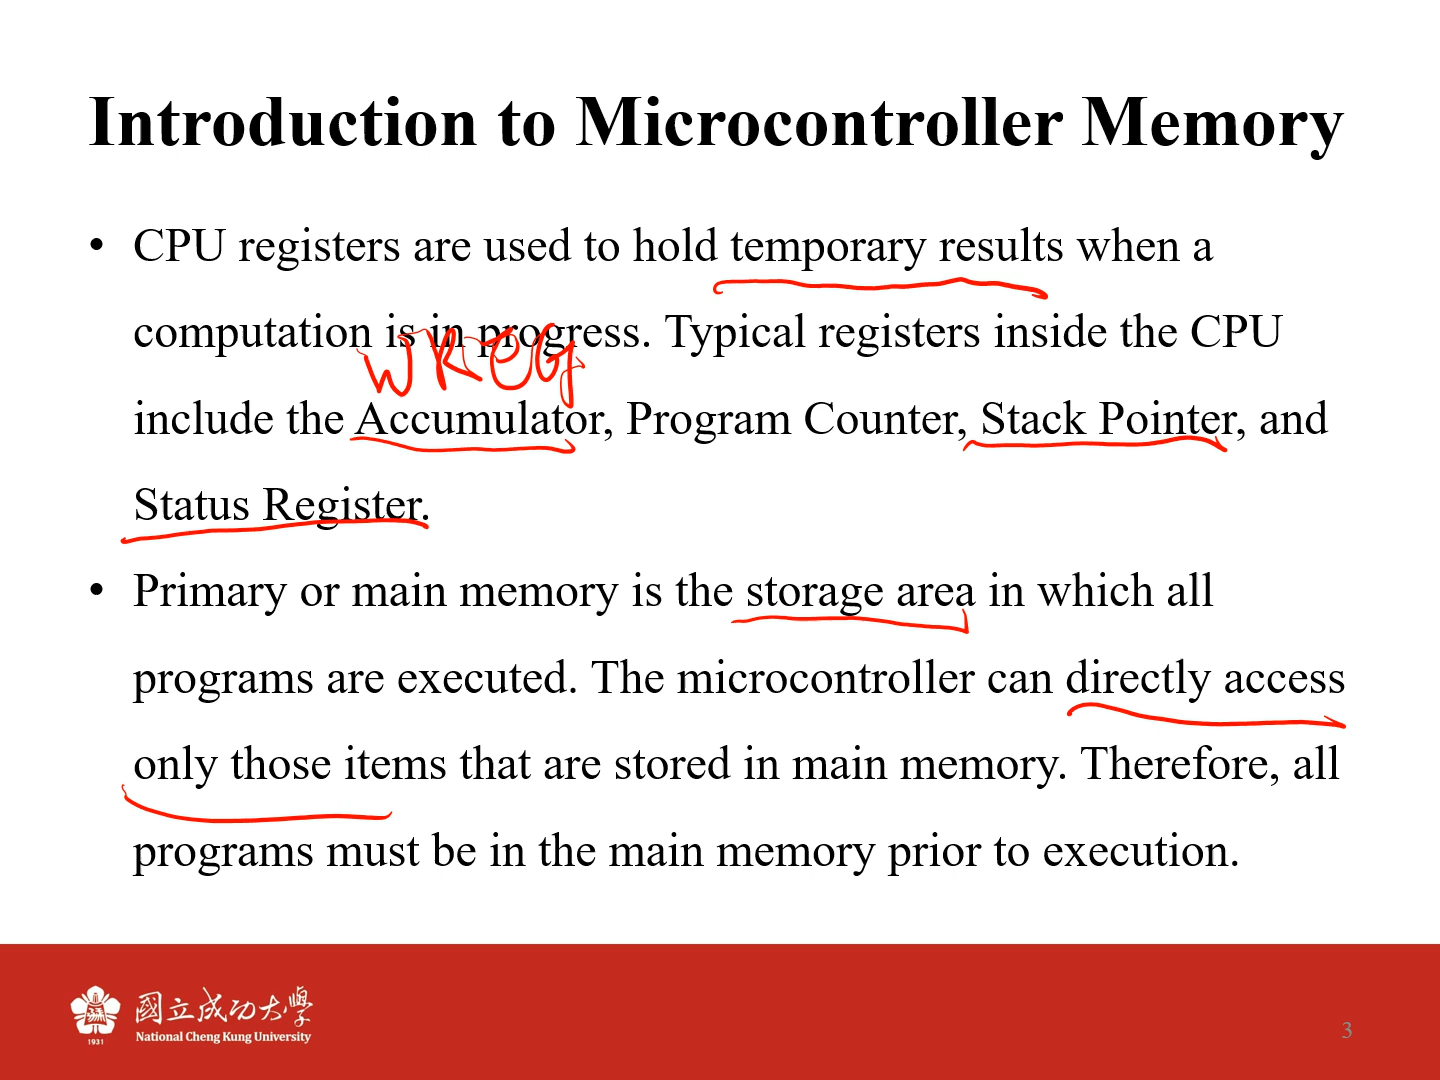 Introduction to Microcontroller Memory
• CPU registers are used to hold temporary results when a
computation is in progress. Typical registers inside the CPU
WREG
include the Accumulator, Program Counter, Stack Pointer, and
Status Register.
• Primary or main memory is the storage area in which all
programs are executed. The microcontroller can directly access
only those items that are stored in main memory. Therefore, all
programs must be in the main memory prior to execution.
國立成功大學
National Cheng Kung University
1931
3